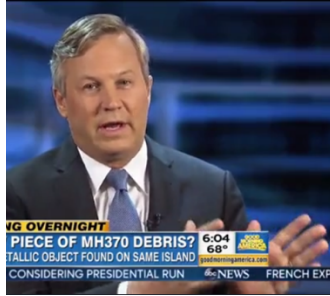 NG OVERNIGHT
PIECE OF MH370 DEBRIS?
ETALLIC OBJECT FOUND ON SAME ISLAND
6:04
68°
GOOD
MORNING
AMERICA
goodmorningamerica.com
CONSIDERING PRESIDENTIAL RUN
abc NEWS
FRENCH EXP